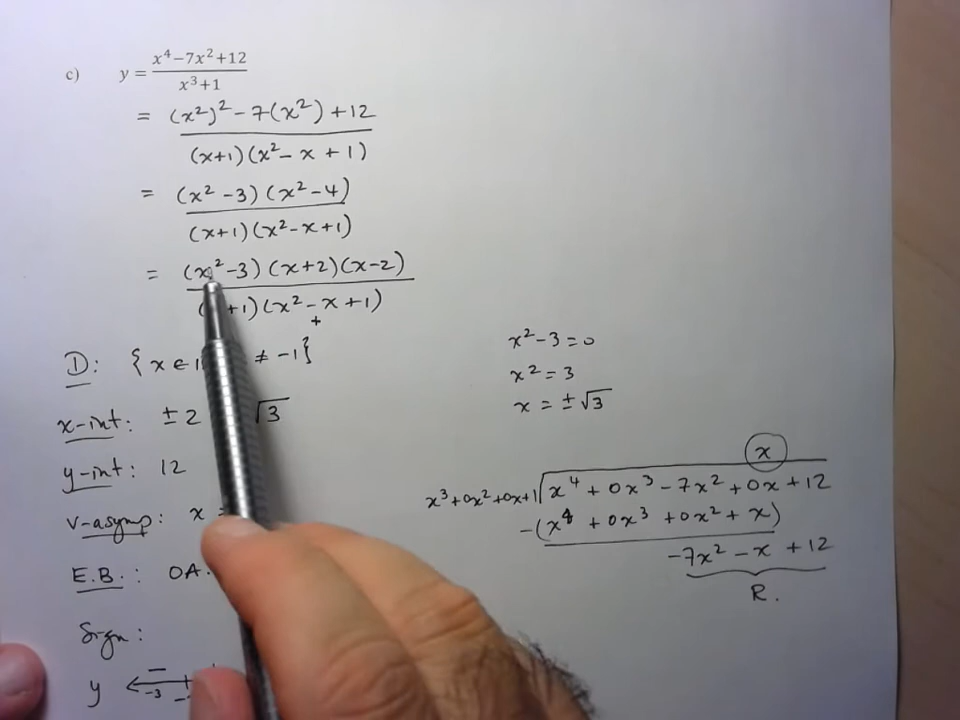 c) y = x⁴−7x²+12 / x³+1
= (x²)² − 7(x²) + 12 / (x+1)(x² − x + 1)
= (x² − 3)(x² − 4) / (x+1)(x² − x + 1)
= (x² − 3)(x+2)(x−2) / (+1)(x² − x + 1)
+
D: {x ∈ ≠ −1}
x-int: ± 2 √3
y-int: 12
V-asymp: x =
E.B.: OA.
Sign:
y − +
−3
x² − 3 = 0
x² = 3
x = ± √3
x
x³ + 0x² + 0x + 1 √ x⁴ + 0x³ − 7x² + 0x + 12
−(x⁴ + 0x³ + 0x² + x)
−7x² − x + 12
R.